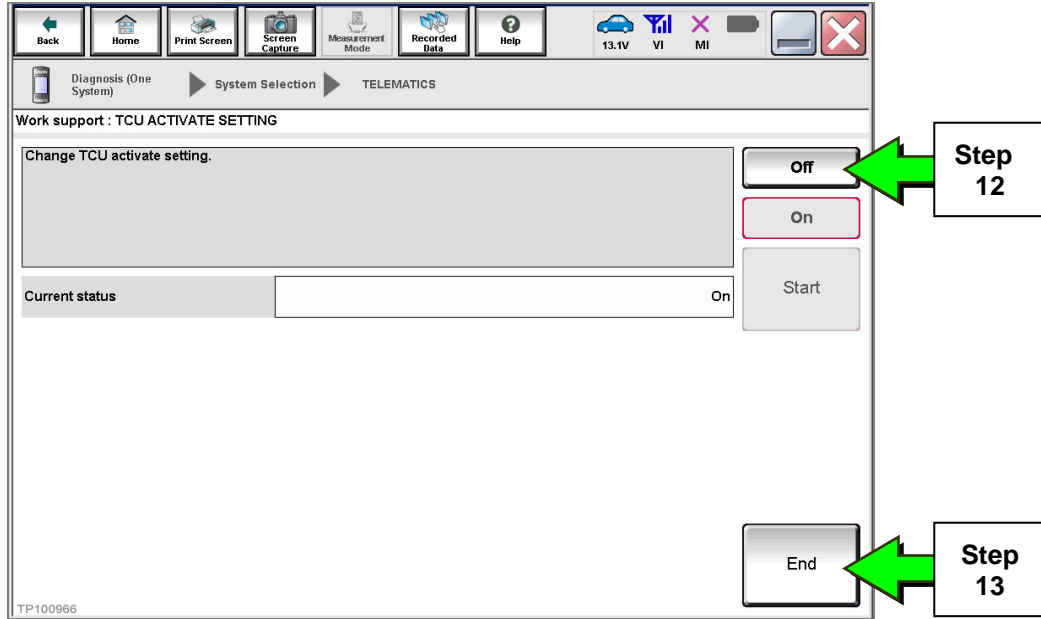 Back
Home
Print Screen
Screen
Capture
Measurement
Mode
Recorded
Data
Help
13.1V
VI
MI
Diagnosis (One
System)
System Selection
TELEMATICS
Work support : TCU ACTIVATE SETTING
Change TCU activate setting.
Off
Step
12
On
Current status
On
Start
End
Step
13
TP100966